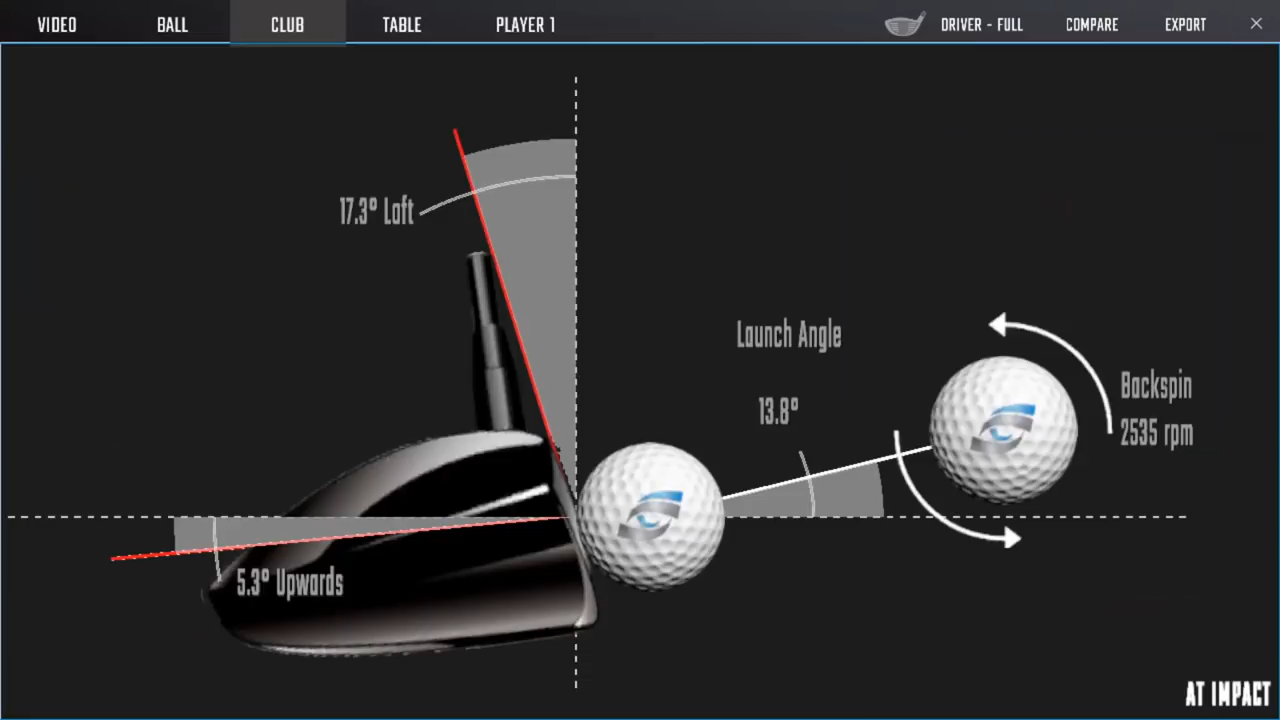 VIDEO
BALL
CLUB
TABLE
PLAYER 1
DRIVER - FULL
COMPARE
EXPORT
17.3° Loft
Launch Angle
13.8°
Backspin
2535 rpm
5.3° Upwards
AT IMPACT